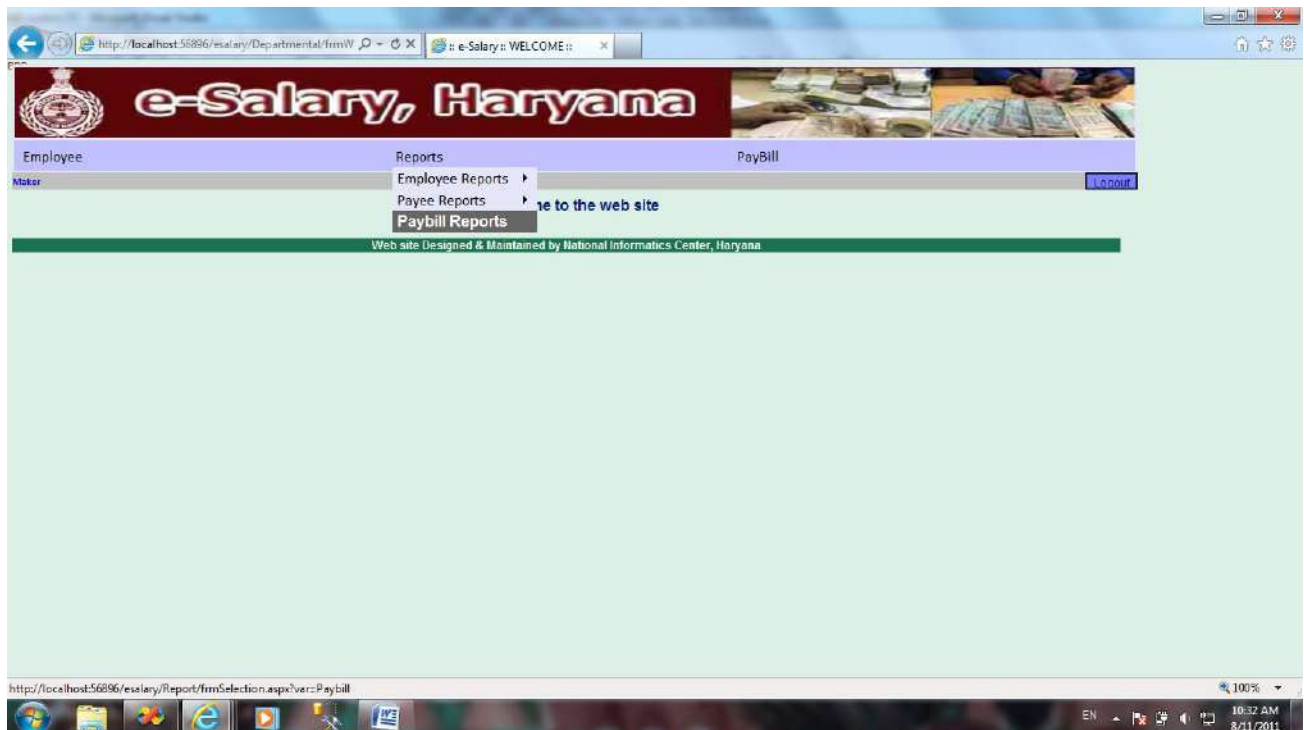 http://localhost:56896/esalary/Departmental/frmW
:: e-Salary :: WELCOME ::
e-Salary, Haryana
Employee Reports PayBill
Maker Logout
Employee Reports
Payee Reports
to the web site
Paybill Reports
Web site Designed & Maintained by National Informatics Center, Haryana
http://localhost:56896/esalary/Report/frmSelection.aspx?var=Paybill
100%
EN
10:32 AM
8/11/2011